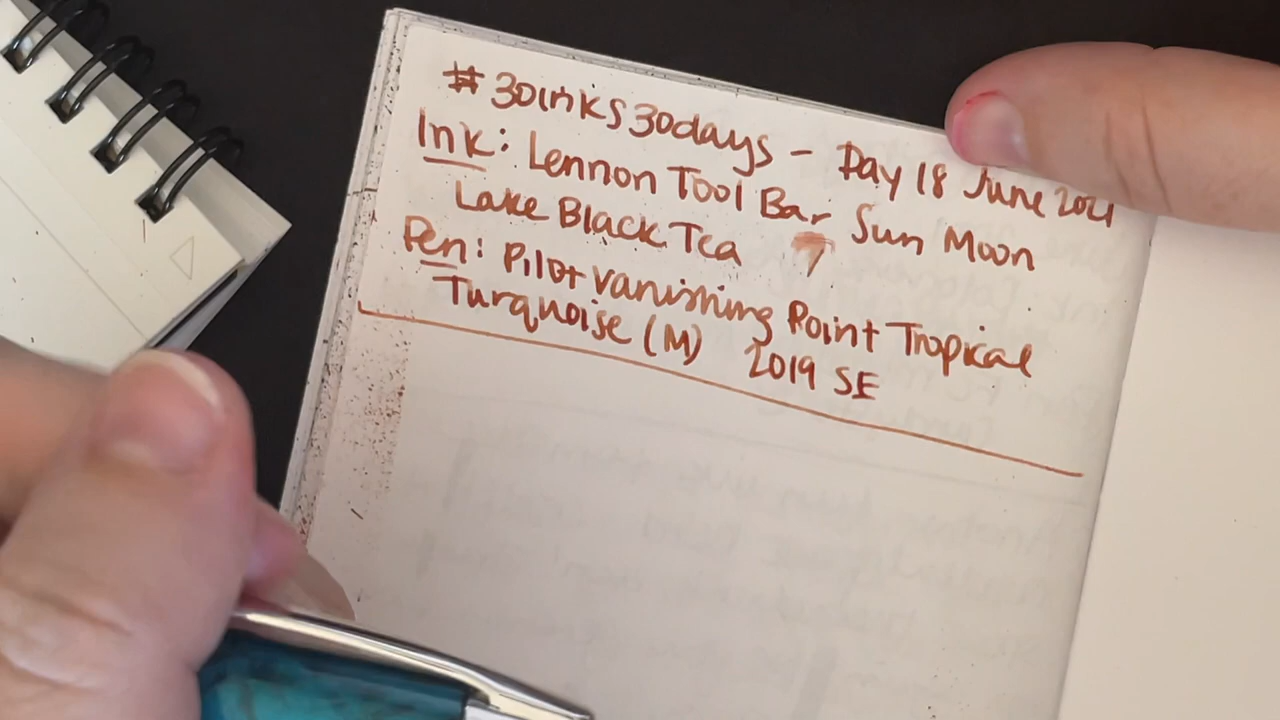 #30inks30days - Day 18 June 2021
Ink: Lennon Tool Bar Sun Moon
Lake Black Tea
Pen: Pilot Vanishing Point Tropical
Turquoise (M) 2019 SE